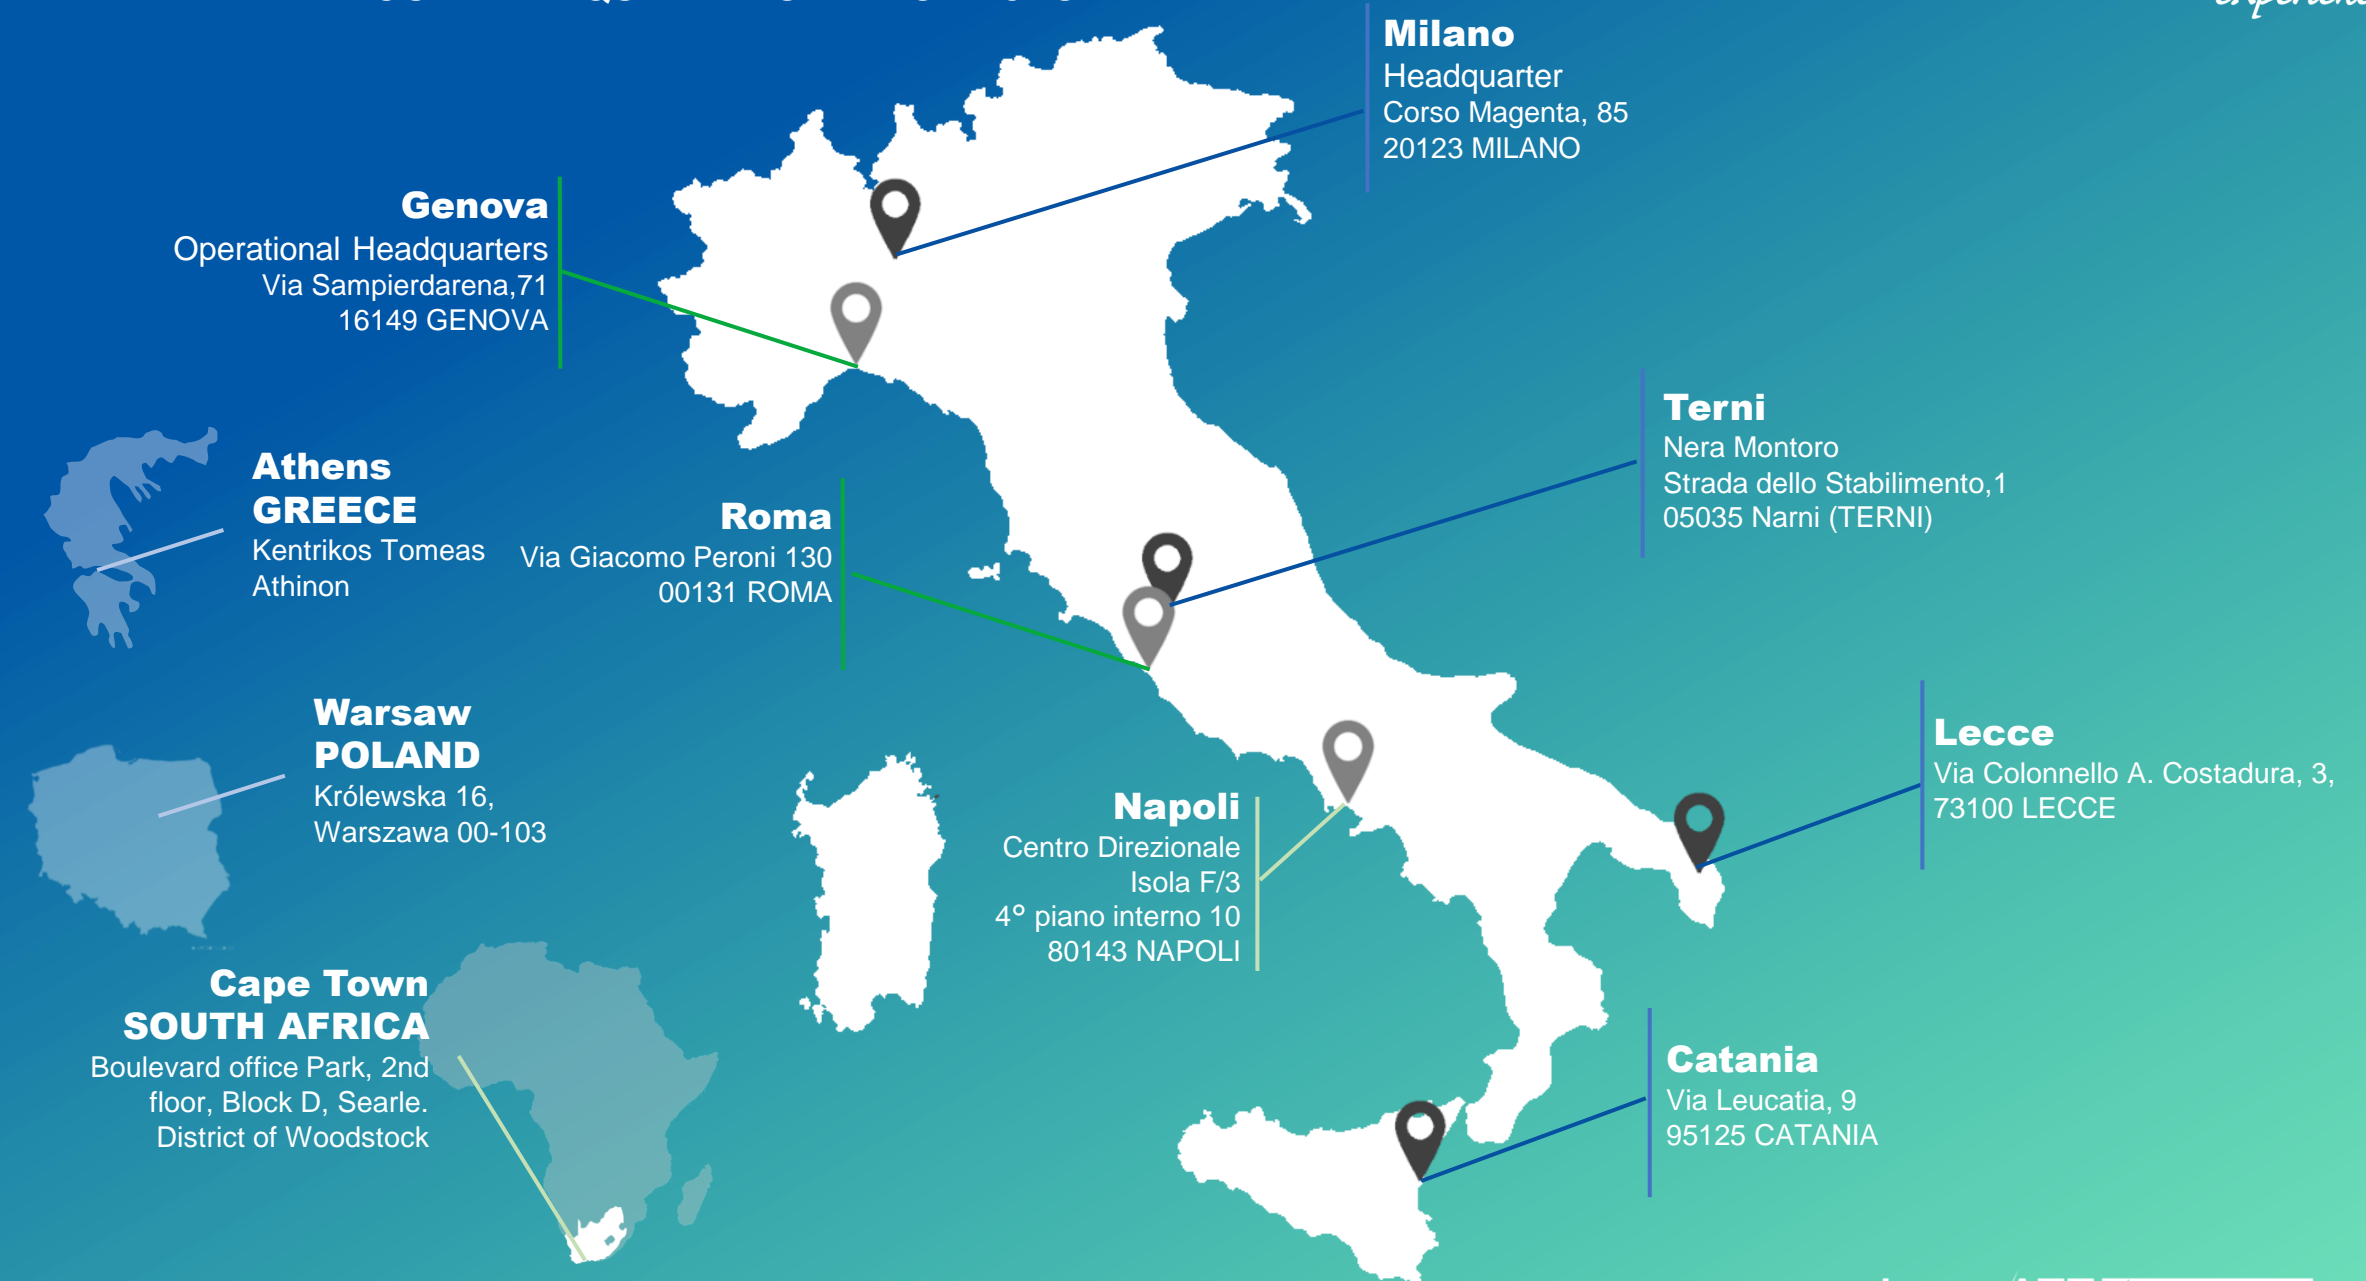 Milano
Headquarter
Corso Magenta, 85
20123 MILANO
Genova
Operational Headquarters
Via Sampierdarena,71
16149 GENOVA
Terni
Nera Montoro
Strada dello Stabilimento,1
05035 Narni (TERNI)
Athens
GREECE
Kentrikos Tomeas
Athinon
Roma
Via Giacomo Peroni 130
00131 ROMA
Warsaw
POLAND
Królewska 16,
Warszawa 00-103
Lecce
Via Colonnello A. Costadura, 3,
73100 LECCE
Napoli
Centro Direzionale
Isola F/3
4° piano interno 10
80143 NAPOLI
Cape Town
SOUTH AFRICA
Boulevard office Park, 2nd
floor, Block D, Searle.
District of Woodstock
Catania
Via Leucatia, 9
95125 CATANIA